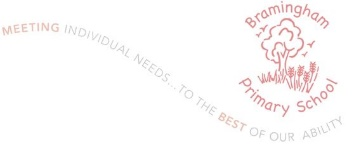 MEETING INDIVIDUAL NEEDS...TO THE BEST OF OUR ABILITY
Bramingham
Primary School